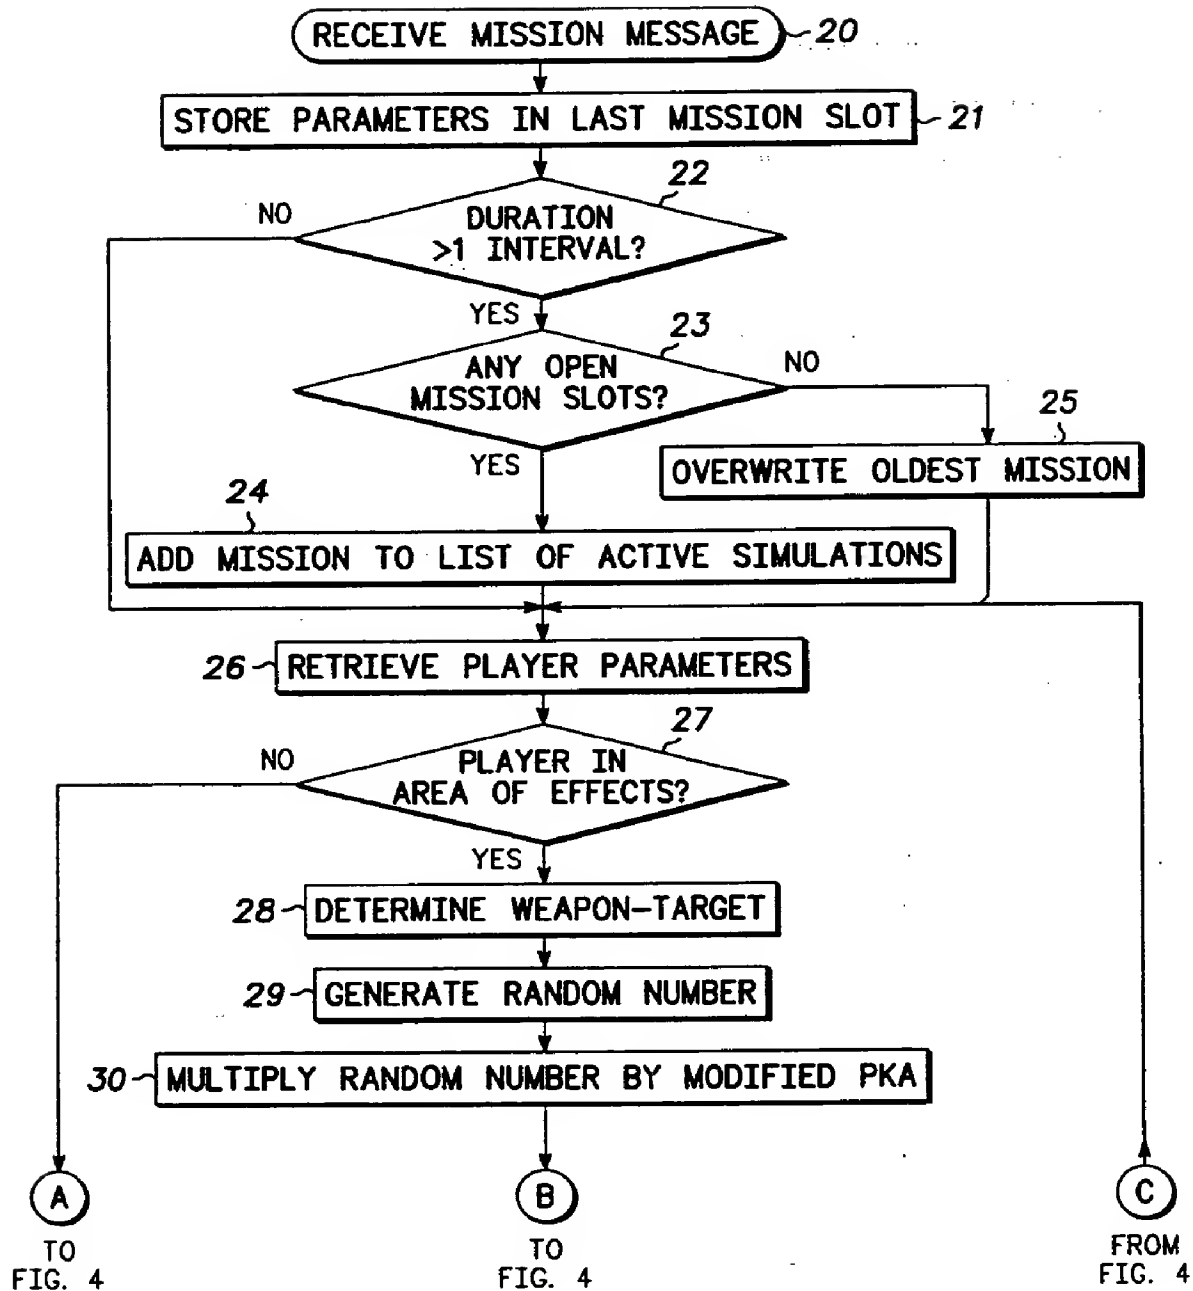 RECEIVE MISSION MESSAGE
20
STORE PARAMETERS IN LAST MISSION SLOT
21
22
NO
DURATION
>1 INTERVAL?
YES
23
ANY OPEN
MISSION SLOTS?
NO
YES
25
OVERWRITE OLDEST MISSION
24
ADD MISSION TO LIST OF ACTIVE SIMULATIONS
26
RETRIEVE PLAYER PARAMETERS
27
NO
PLAYER IN
AREA OF EFFECTS?
YES
28
DETERMINE WEAPON-TARGET
29
GENERATE RANDOM NUMBER
30
MULTIPLY RANDOM NUMBER BY MODIFIED PKA
A
TO
FIG. 4
B
TO
FIG. 4
C
FROM
FIG. 4